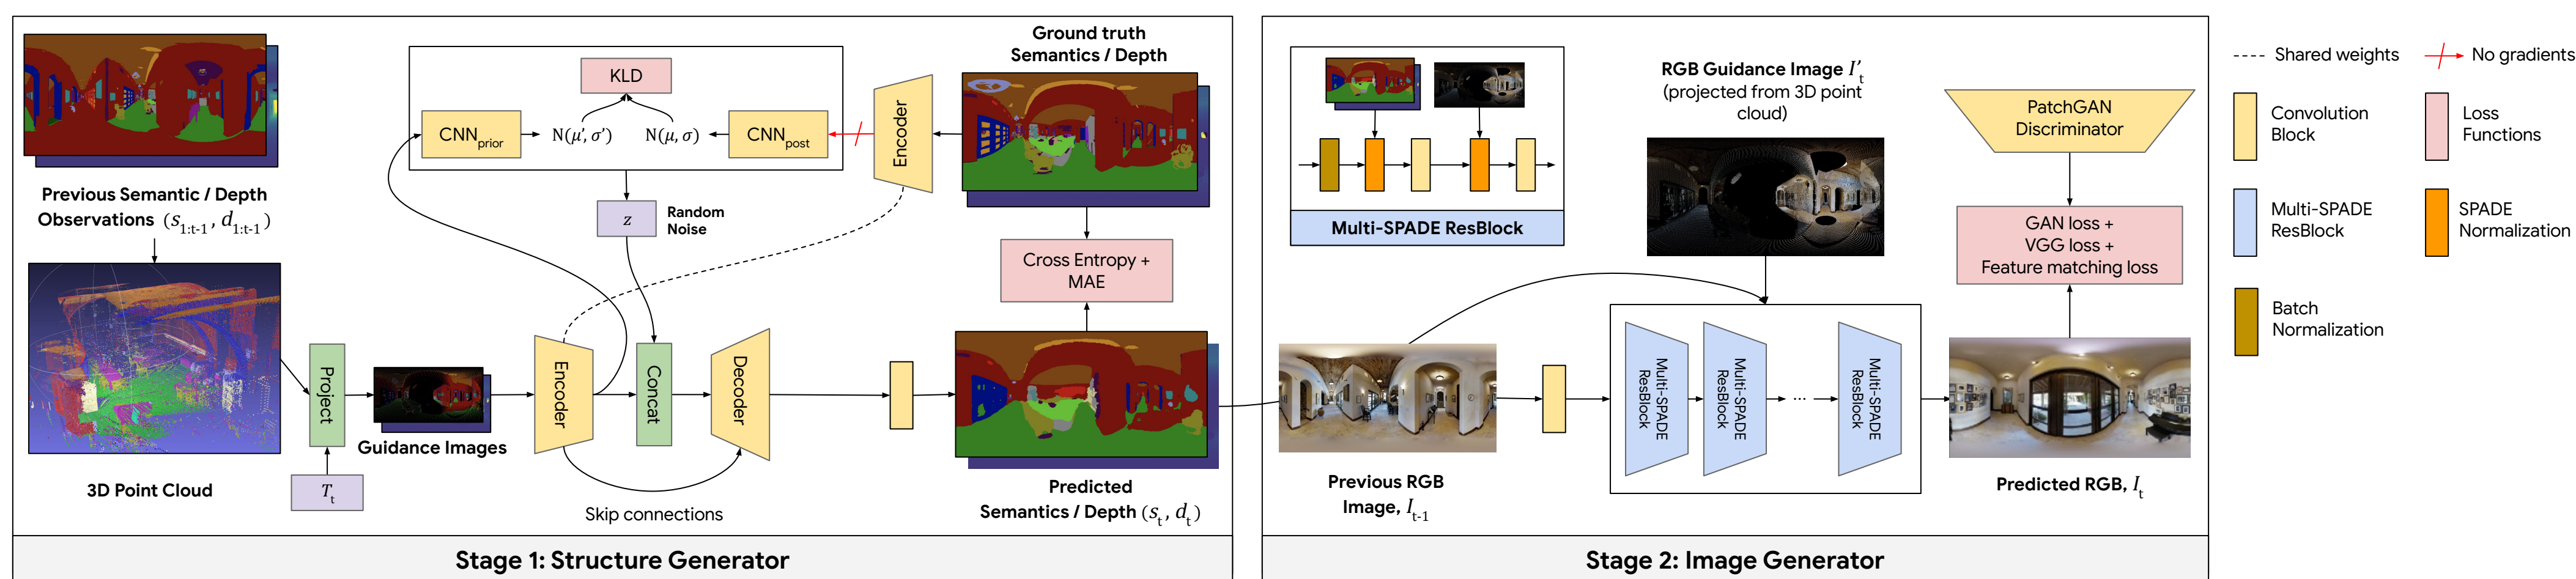 Previous Semantic / Depth
Observations (s1:t-1, d1:t-1)
3D Point Cloud
Project
Tt
Guidance Images
KLD
CNNprior
N(μ′, σ′)
N(μ, σ)
CNNpost
Encoder
z
Random
Noise
Encoder
Concat
Decoder
Skip connections
Ground truth
Semantics / Depth
Cross Entropy +
MAE
Predicted
Semantics / Depth (st, dt)
Stage 1: Structure Generator
Multi-SPADE ResBlock
RGB Guidance Image I′t
(projected from 3D point
cloud)
Previous RGB
Image, It-1
Multi-SPADE
ResBlock
Multi-SPADE
ResBlock
...
Multi-SPADE
ResBlock
PatchGAN
Discriminator
GAN loss +
VGG loss +
Feature matching loss
Predicted RGB, It
Stage 2: Image Generator
Shared weights
No gradients
Convolution
Block
Loss
Functions
Multi-SPADE
ResBlock
SPADE
Normalization
Batch
Normalization